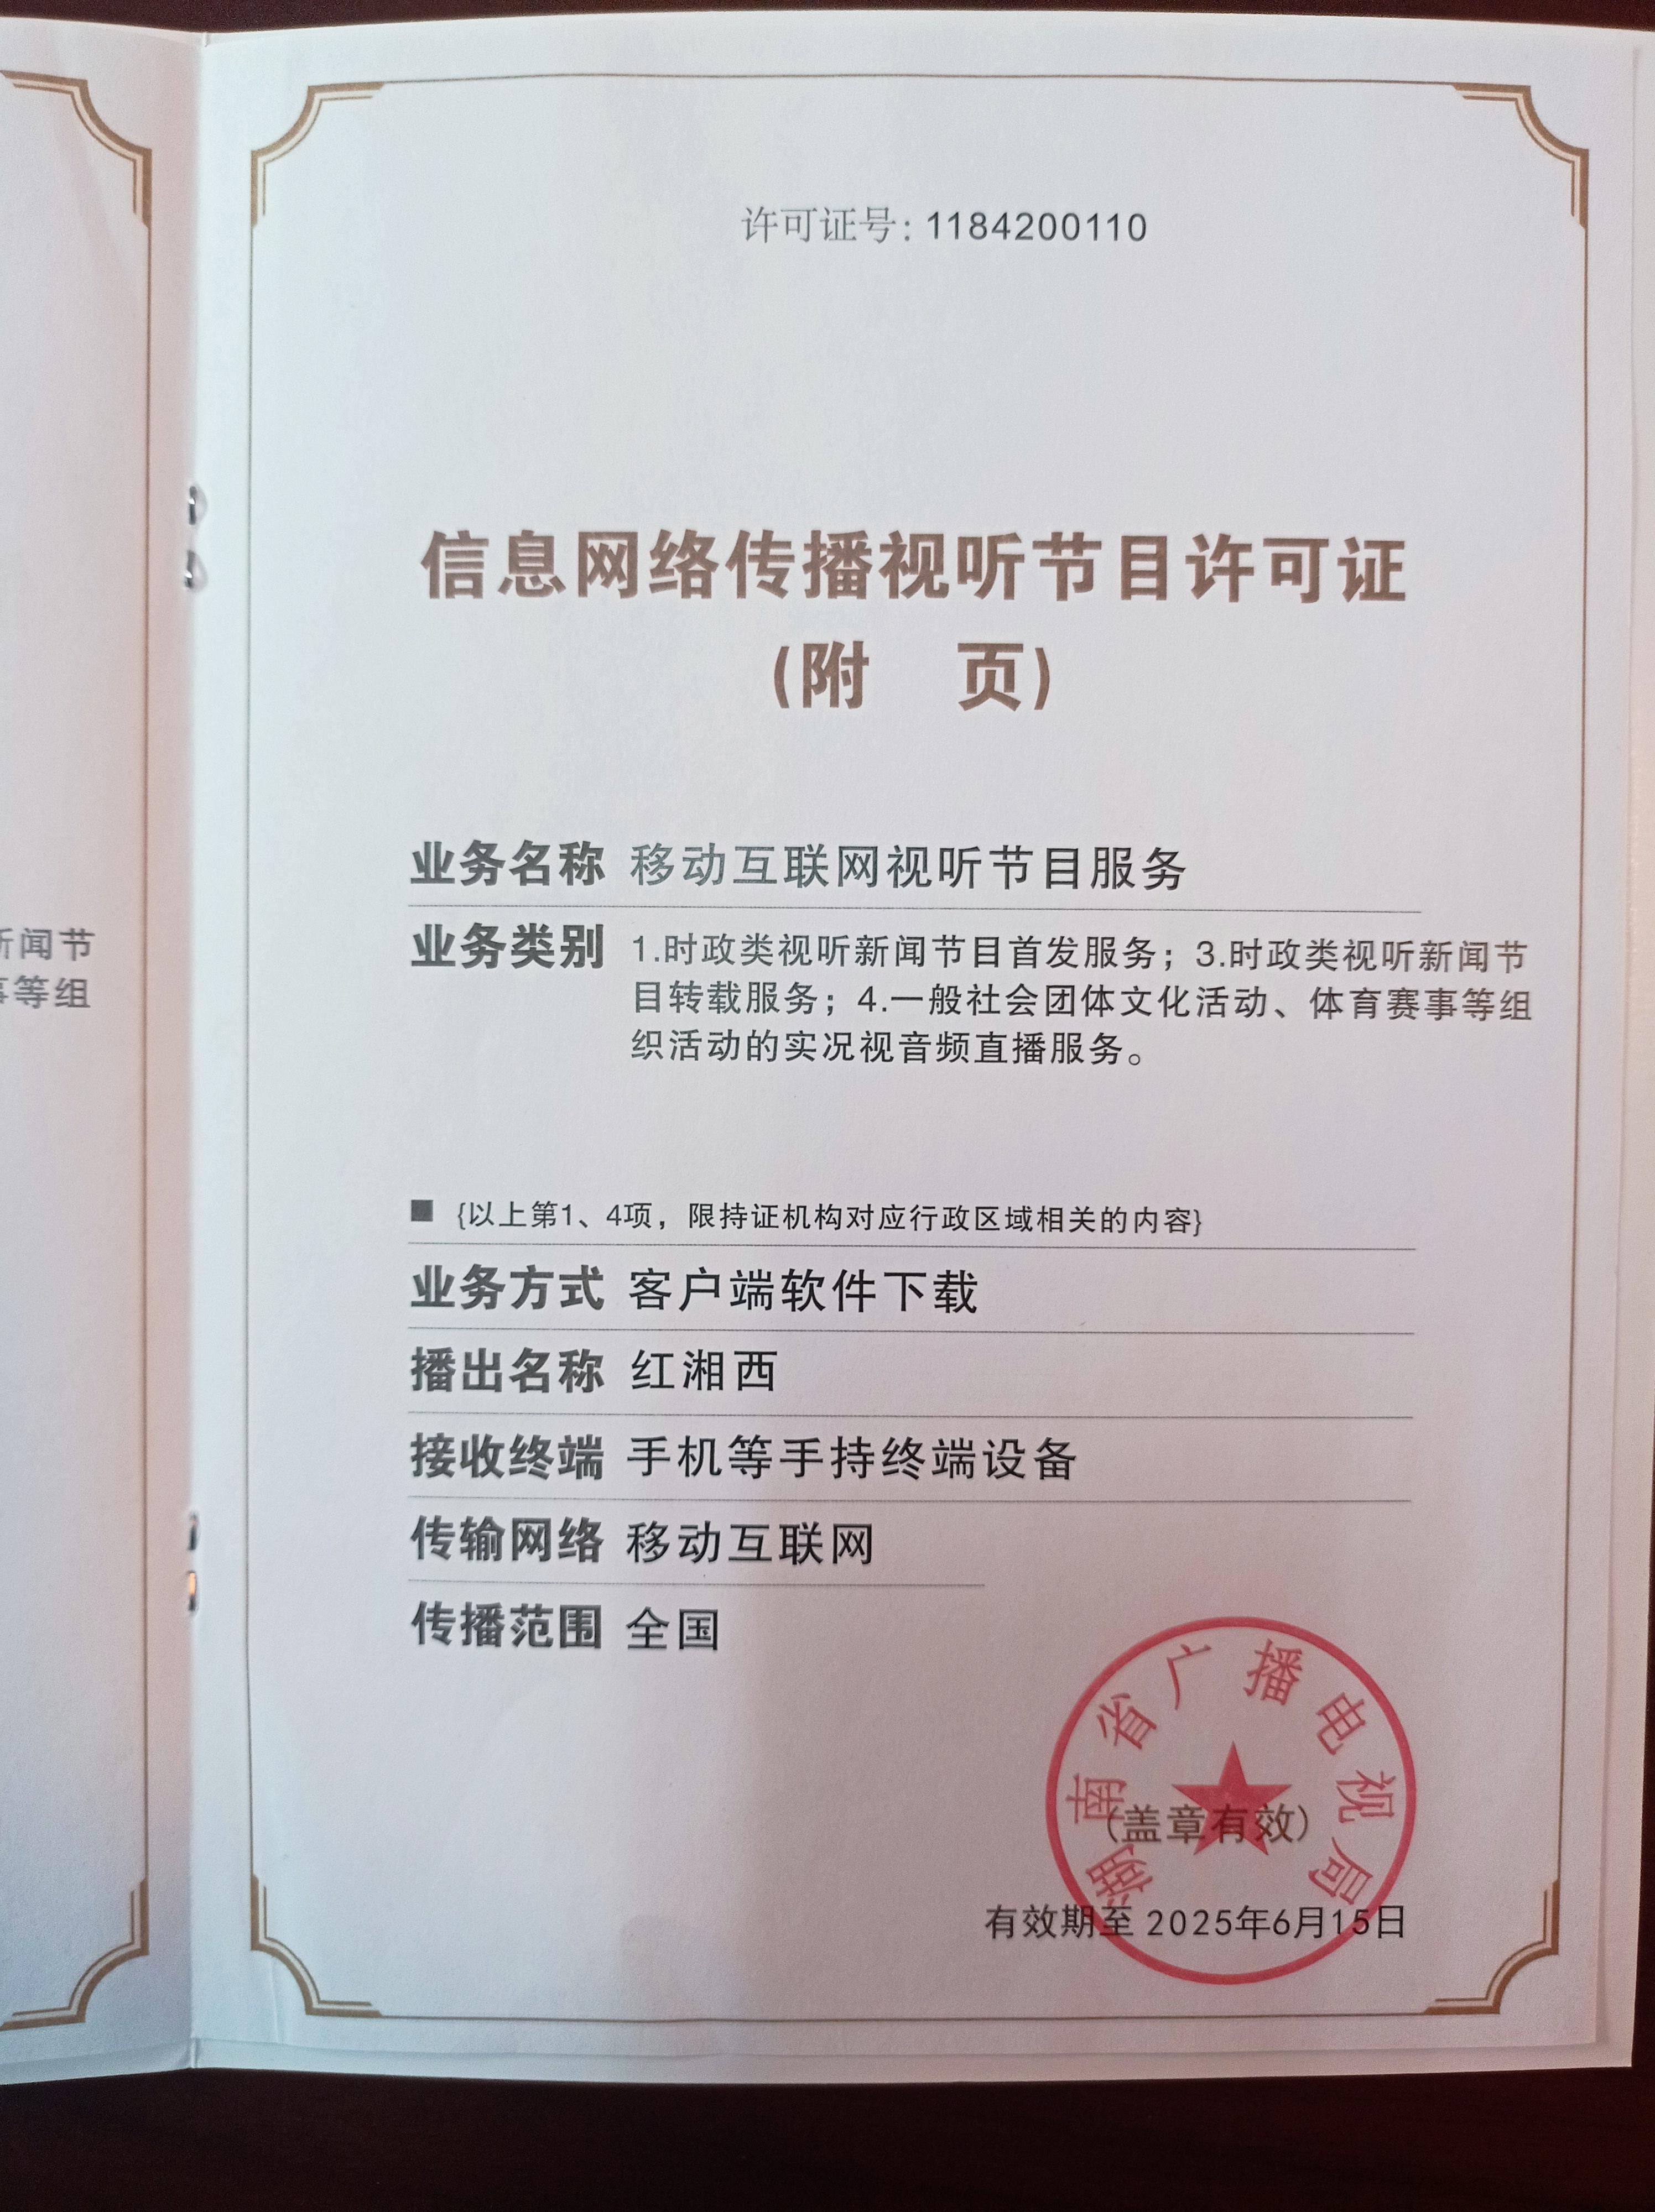 许可证号:1184200110
信息网络传播视听节目许可证
(附 页)
业务名称 移动互联网视听节目服务
业务类别 1.时政类视听新闻节目首发服务；3.时政类视听新闻节
目转载服务；4.一般社会团体文化活动、体育赛事等组
织活动的实况视音频直播服务。
■ {以上第1、4项，限持证机构对应行政区域相关的内容}
业务方式 客户端软件下载
播出名称 红湘西
接收终端 手机等手持终端设备
传输网络 移动互联网
传播范围 全国
湖南省广播电视局
(盖章有效)
有效期至 2025年6月15日
闻节
事等组